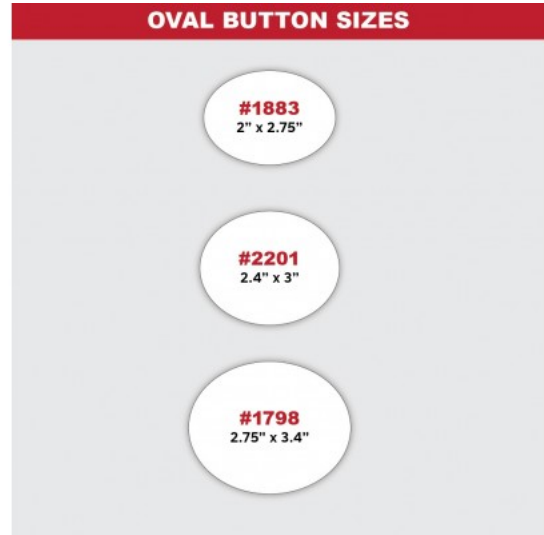 OVAL BUTTON SIZES
#1883
2" x 2.75"
#2201
2.4" x 3"
#1798
2.75" x 3.4"